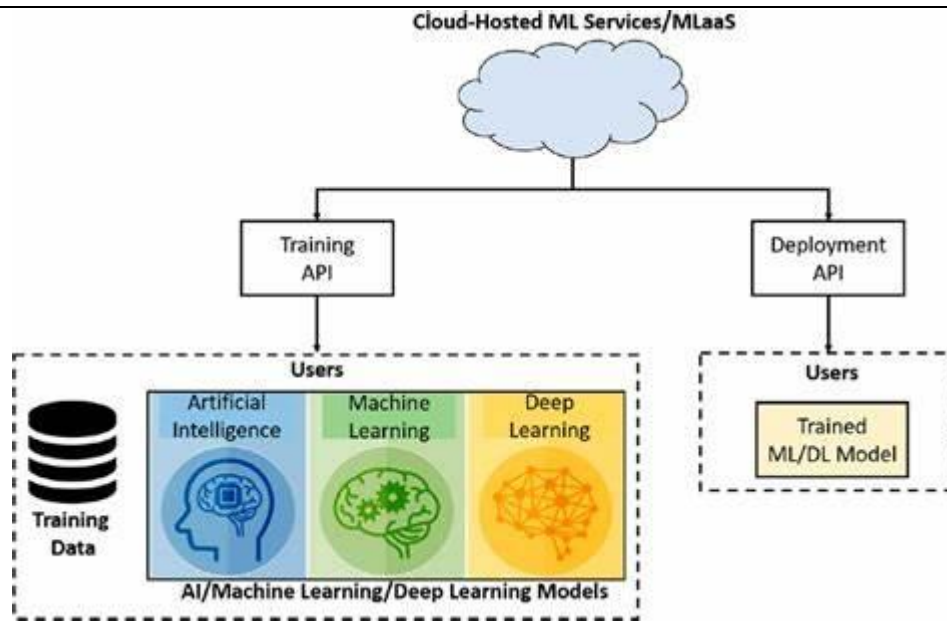 Cloud-Hosted ML Services/MLaaS
Training
API
Deployment
API
Users
Artificial
Intelligence
Machine
Learning
Deep
Learning
Training
Data
AI/Machine Learning/Deep Learning Models
Users
Trained
ML/DL Model